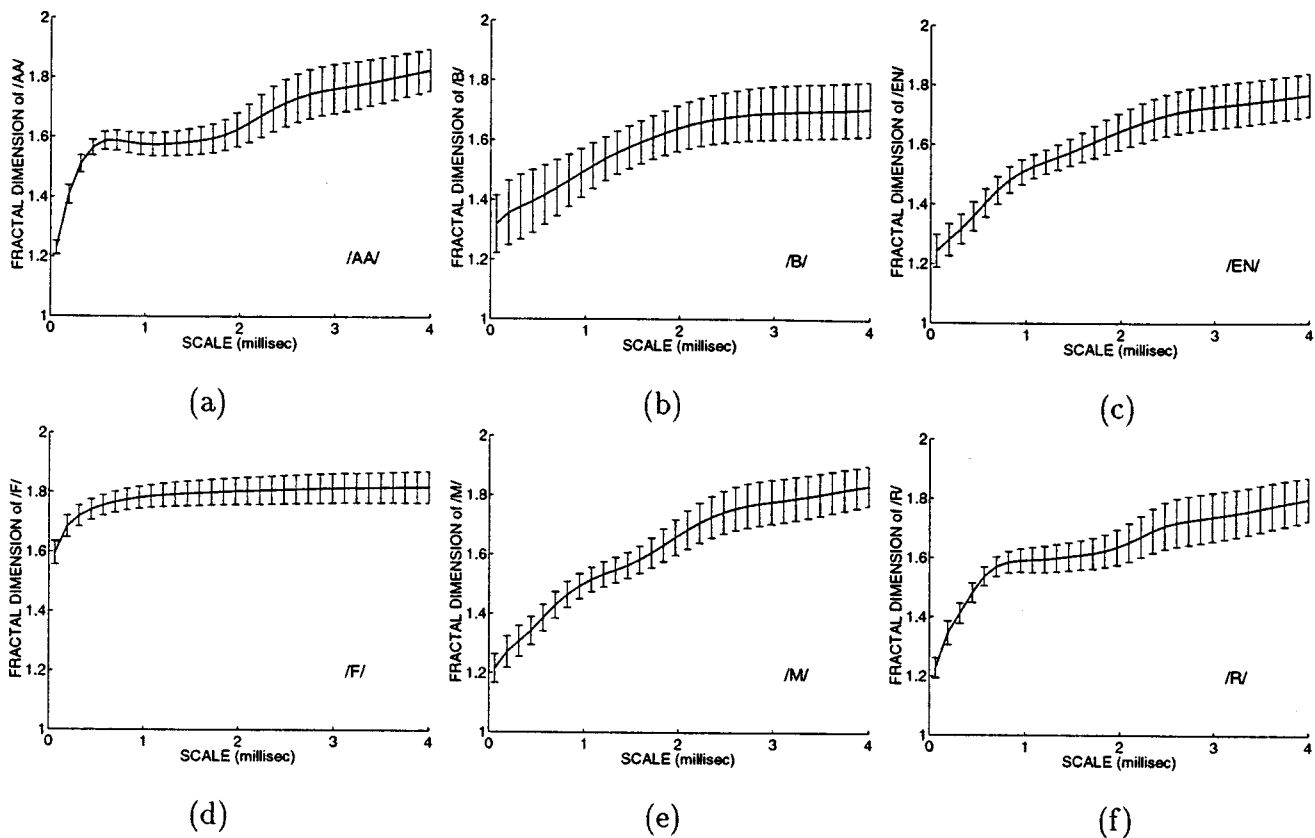 FRACTAL DIMENSION of /AA/
2
1.8
1.6
1.4
1.2
1
/AA/
0 1 2 3 4
SCALE (millisec)
(a)
FRACTAL DIMENSION of /B/
2
1.8
1.6
1.4
1.2
1
/B/
0 1 2 3 4
SCALE (millisec)
(b)
FRACTAL DIMENSION of /EN/
2
1.8
1.6
1.4
1.2
1
/EN/
0 1 2 3 4
SCALE (millisec)
(c)
FRACTAL DIMENSION of /F/
2
1.8
1.6
1.4
1.2
1
/F/
0 1 2 3 4
SCALE (millisec)
(d)
FRACTAL DIMENSION of /M/
2
1.8
1.6
1.4
1.2
1
/M/
0 1 2 3 4
SCALE (millisec)
(e)
FRACTAL DIMENSION of /R/
2
1.8
1.6
1.4
1.2
1
/R/
0 1 2 3 4
SCALE (millisec)
(f)